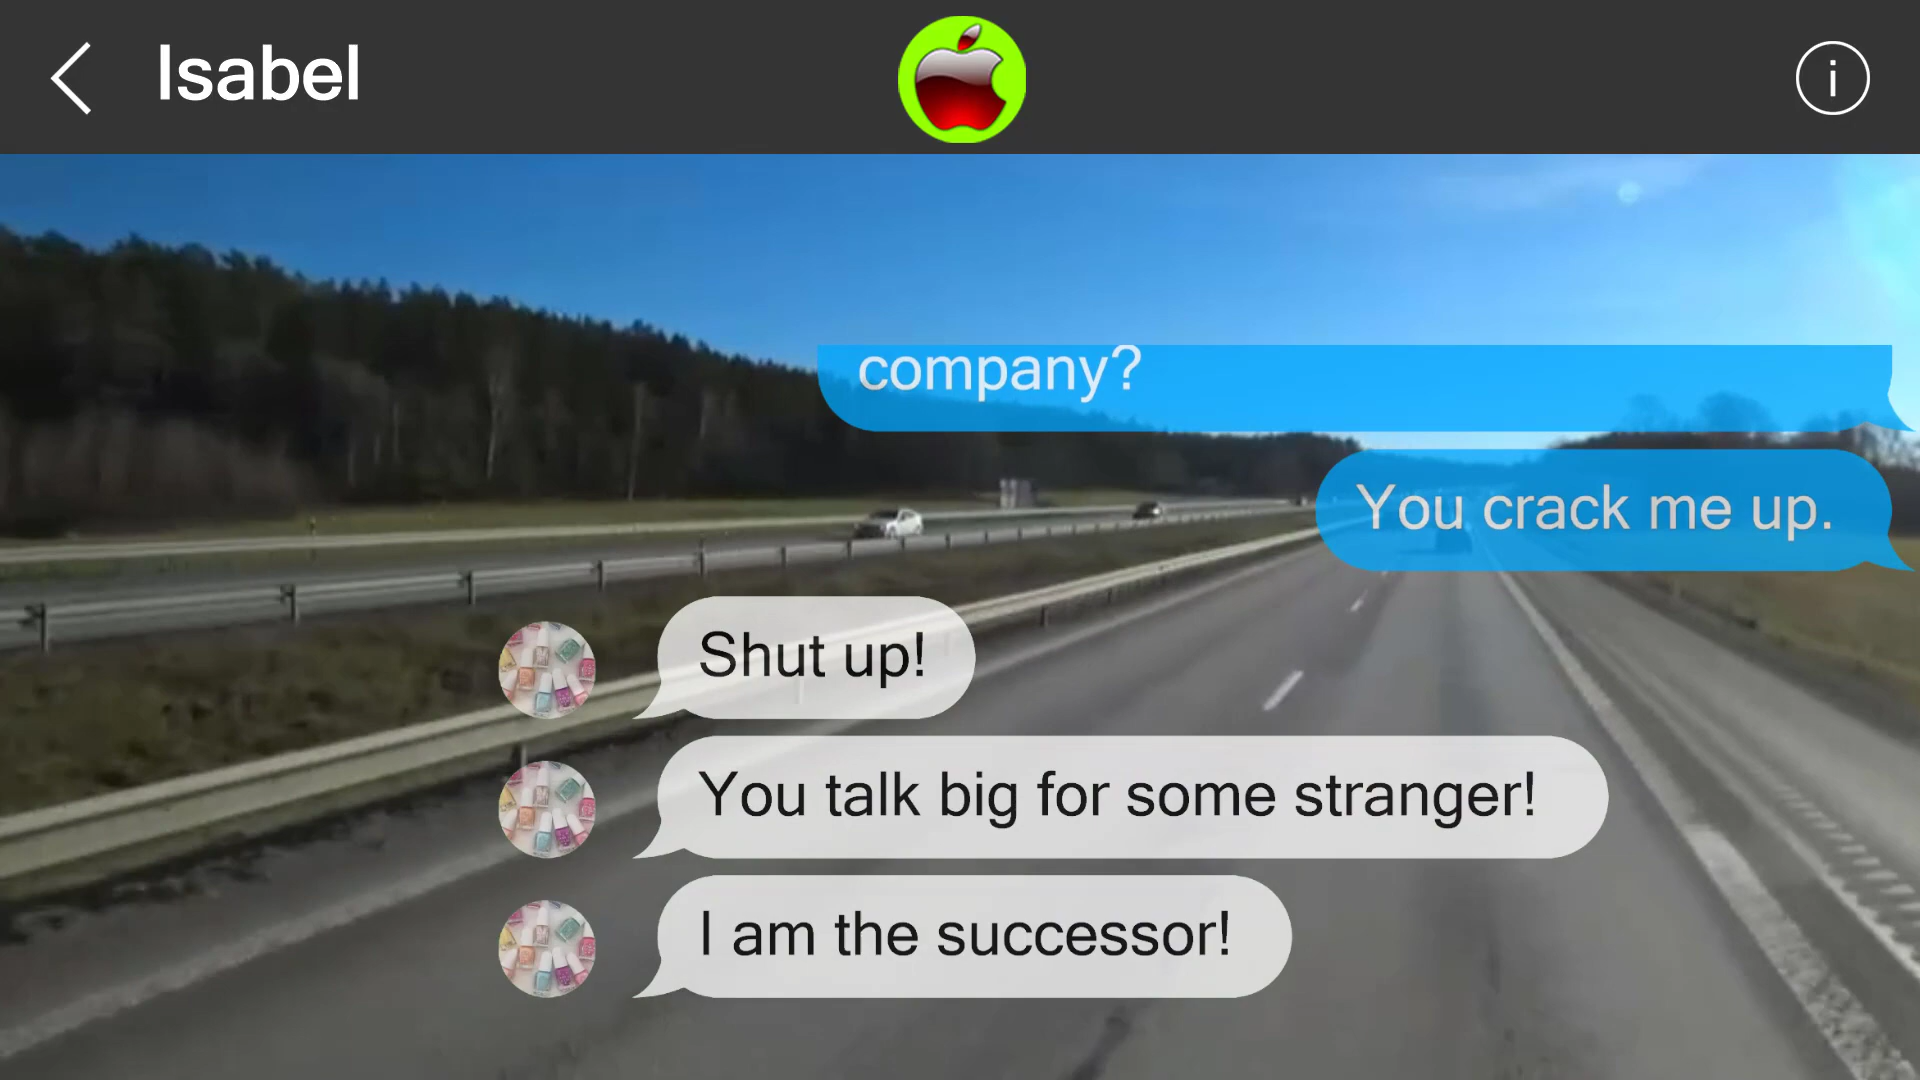 Isabel
company?
You crack me up.
Shut up!
You talk big for some stranger!
I am the successor!